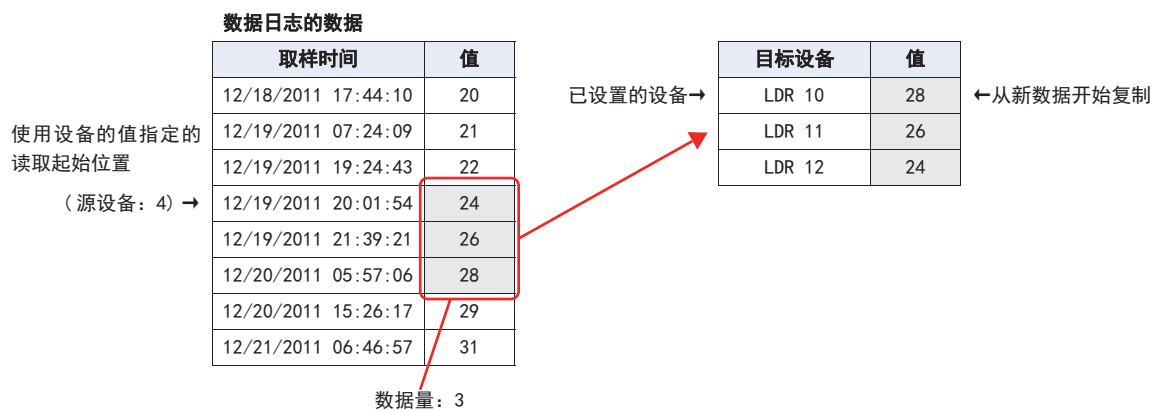 数据日志的数据
取样时间 值
12/18/2011 17:44:10 20
12/19/2011 07:24:09 21
12/19/2011 19:24:43 22
12/19/2011 20:01:54 24
12/19/2011 21:39:21 26
12/20/2011 05:57:06 28
12/20/2011 15:26:17 29
12/21/2011 06:46:57 31
使用设备的值指定的
读取起始位置
（源设备：4）→
数据量：3
目标设备 值
已设置的设备→ LDR 10 28 ←从新数据开始复制
LDR 11 26
LDR 12 24